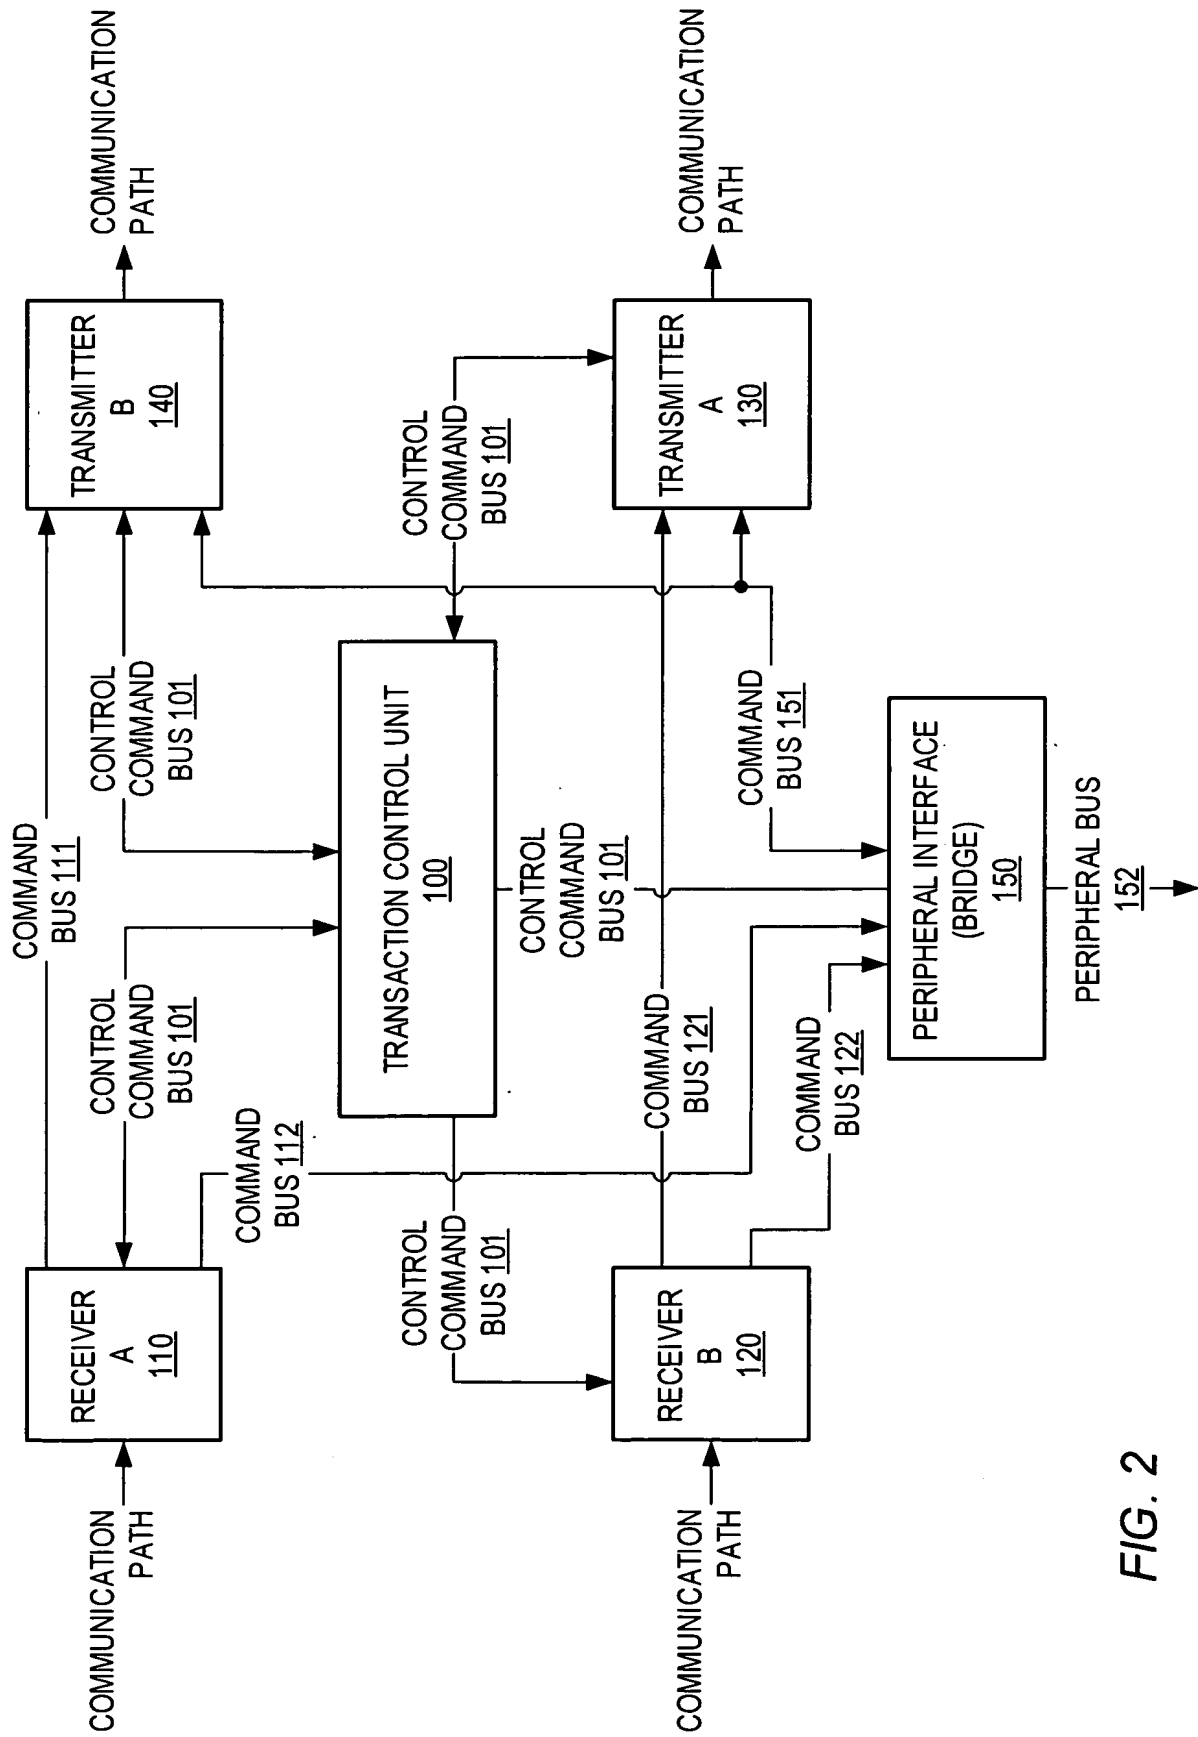 COMMUNICATION
PATH
RECEIVER
A
110
COMMAND
BUS 111
CONTROL
COMMAND
BUS 101
CONTROL
COMMAND
BUS 101
TRANSMITTER
B
140
COMMUNICATION
PATH
COMMAND
BUS 112
TRANSACTION CONTROL UNIT
100
CONTROL
COMMAND
BUS 101
CONTROL
COMMAND
BUS 101
CONTROL
COMMAND
BUS 101
COMMUNICATION
PATH
RECEIVER
B
120
COMMAND
BUS 121
TRANSMITTER
A
130
COMMUNICATION
PATH
COMMAND
BUS 122
COMMAND
BUS 151
PERIPHERAL INTERFACE
(BRIDGE)
150
PERIPHERAL BUS
152
FIG. 2